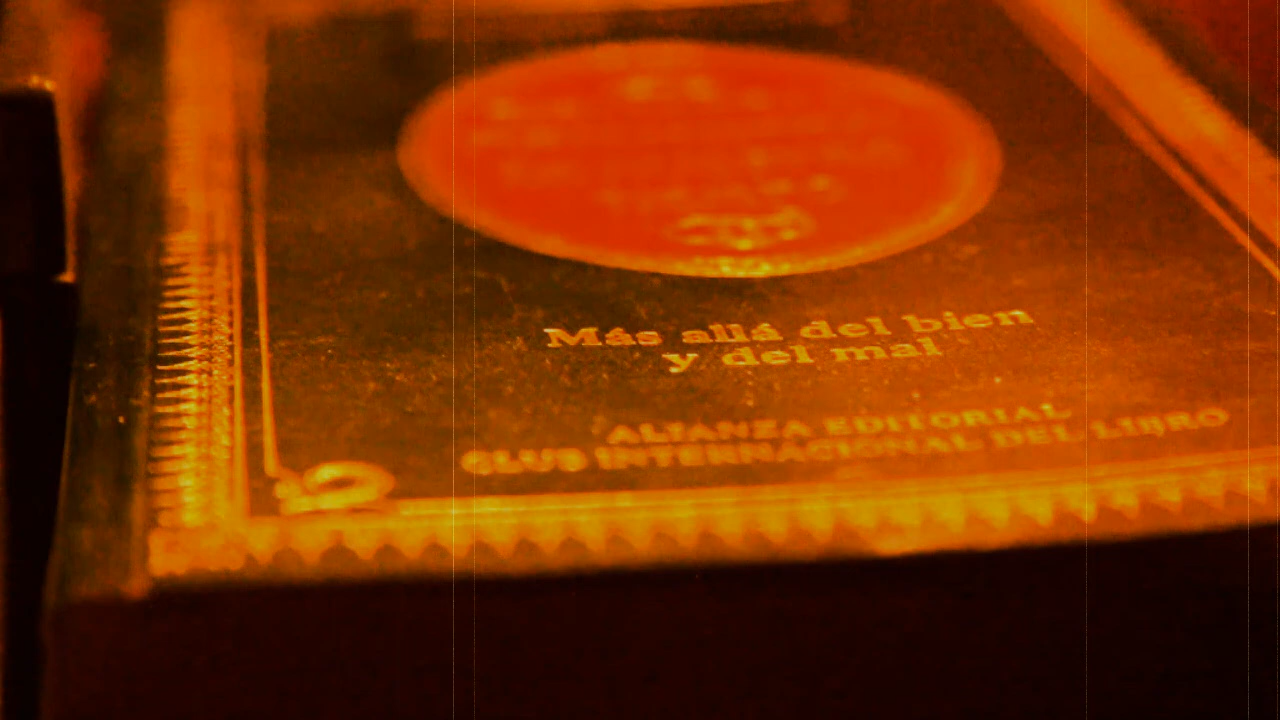 Más allá del bien
y del mal
ALIANZA EDITORIAL
CLUB INTERNACIONAL DEL LIBRO